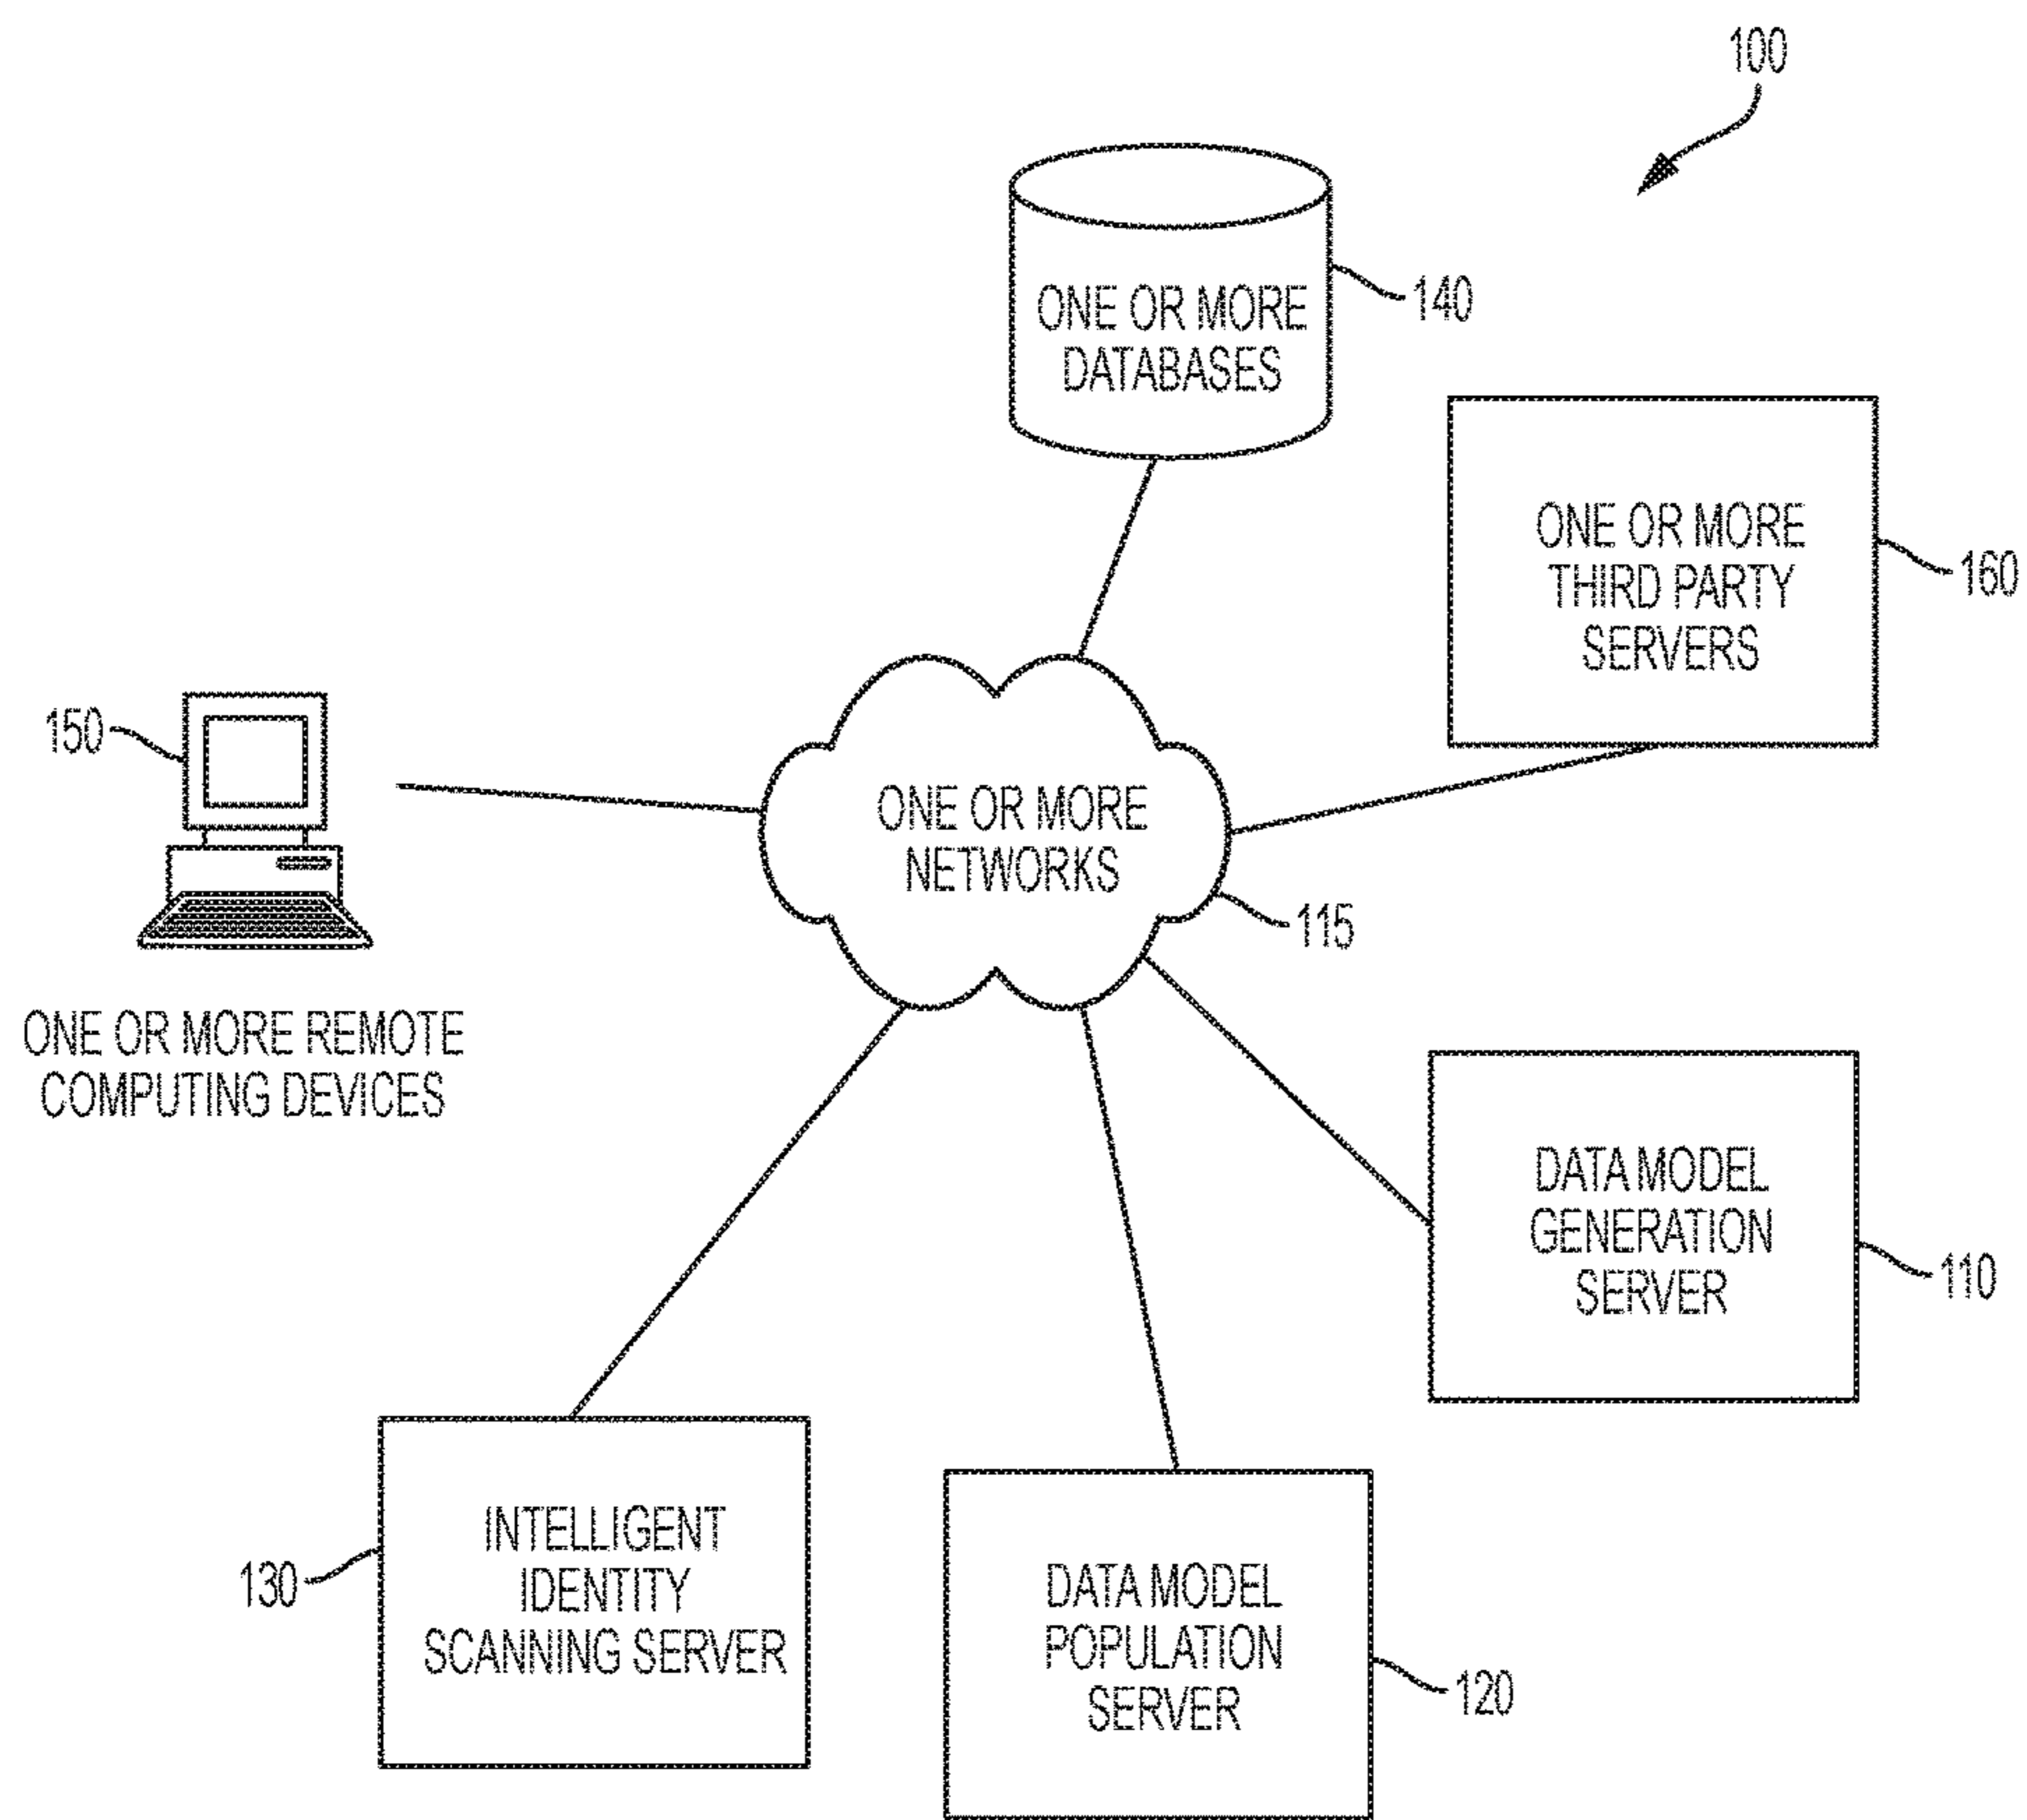 100
ONE OR MORE
DATABASES
140
ONE OR MORE
THIRD PARTY
SERVERS
160
150
ONE OR MORE
NETWORKS
115
ONE OR MORE REMOTE
COMPUTING DEVICES
DATA MODEL
GENERATION
SERVER
110
INTELLIGENT
IDENTITY
SCANNING SERVER
130
DATA MODEL
POPULATION
SERVER
120